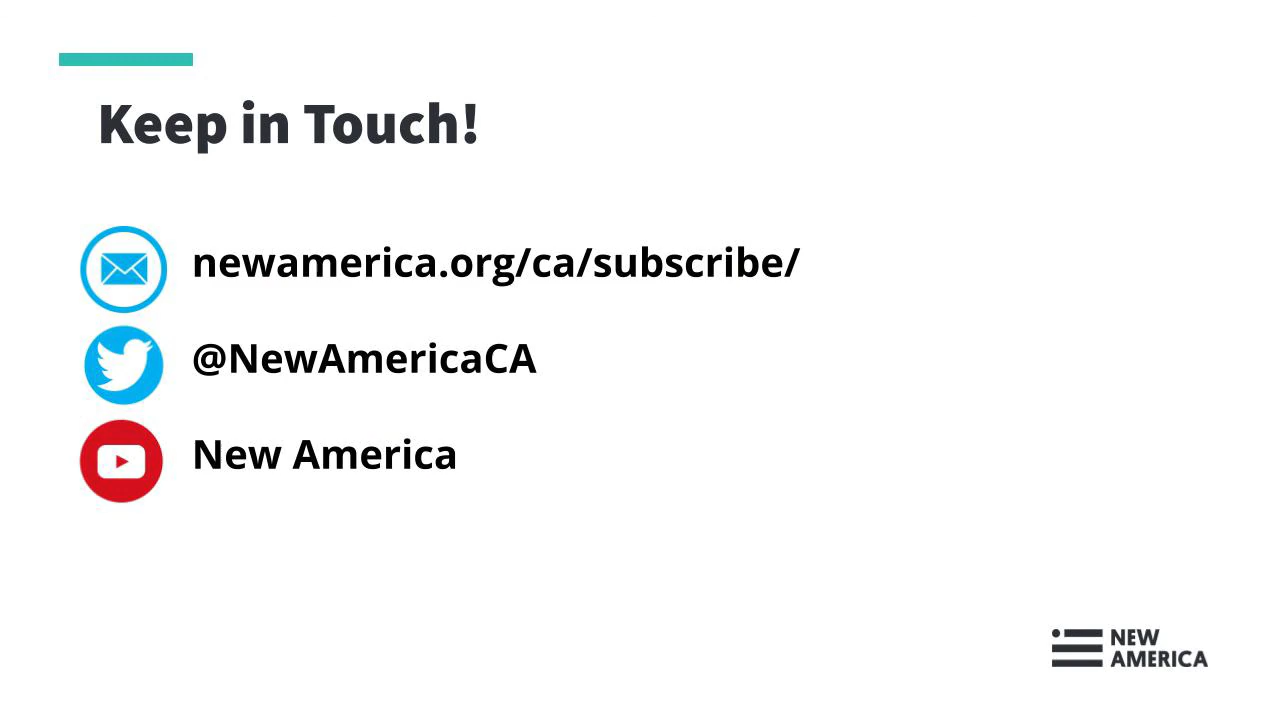 Keep in Touch!
newamerica.org/ca/subscribe/
@NewAmericaCA
New America
NEW
AMERICA